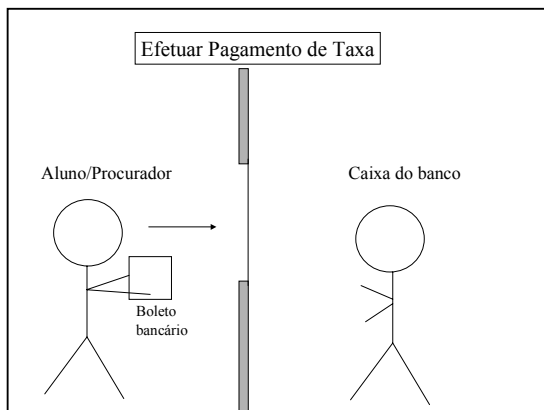 Efetuar Pagamento de Taxa
Aluno/Procurador
Caixa do banco
Boleto
bancário